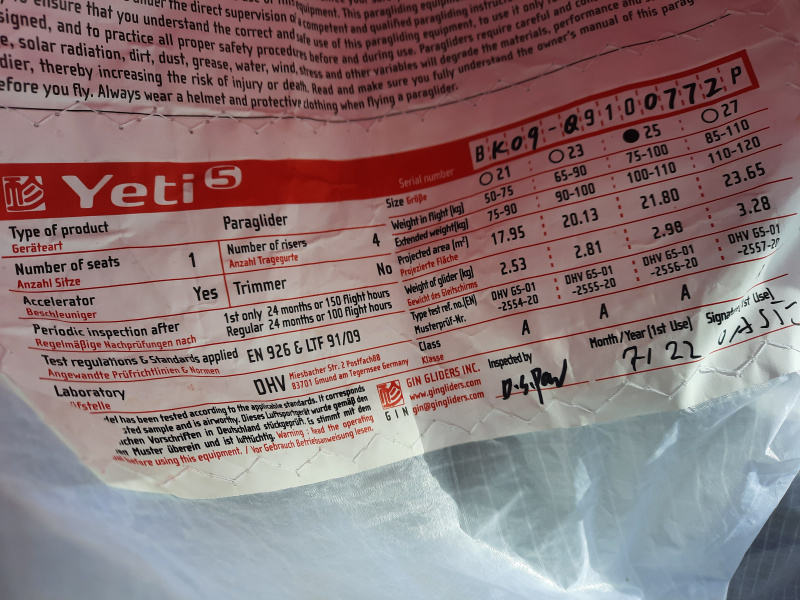 to ensure that you understand the correct and safe use of this paragliding equipment, to use it only
under the direct supervision of a competent and qualified paragliding
signed, and to practice all proper safety procedures before and during use. Paragliders require careful and
solar radiation, dirt, dust, grease, water, wind, stress and other variables will degrade the materials, performance and
thereby increasing the risk of injury or death. Read and make sure you fully understand the owner's manual of this
before you fly. Always wear a helmet and protective clothing when flying a paraglider.
Yeti 5
Serial number BK09-Q9100772P
Type of product Paraglider
Geräteart
Number of seats 1
Anzahl Sitze
Number of risers 4
Anzahl Tragegurte
Accelerator Yes
Beschleuniger
Trimmer No
Periodic inspection after 1st only 24 months or 150 flight hours
Regelmäßige Nachprüfungen nach Regular 24 months or 100 flight hours
Test regulations & Standards applied EN 926 & LTF 91/09
Angewandte Prüfrichtlinien & Normen
Laboratory DHV Miesbacher Str. 2 Postfach88
83701 Gmund am Tegernsee Germany
Size Größe 21 23 25 27
Weight in flight (kg) 50-75 65-90 75-100 85-110
Extended weight(kg) 75-90 90-100 100-110 110-120
Projected area (m²) 17.95 20.13 21.80 23.65
Projezierte Fläche
Weight of glider (kg) 2.53 2.81 2.98 3.28
Gewicht des Gleitschirms
Type test ref. no.(EN) DHV GS-01 DHV GS-01 DHV GS-01 DHV GS-01
Musterprüf-Nr. -2554-20 -2555-20 -2556-20 -2557-20
Class A A A
Klasse
Inspected by
Month/Year (1st Use) 7/22
has been tested according to the applicable standards. It corresponds
sted sample and is airworthy. Dieses Luftsportgerät wurde gemäß den
chen Vorschriften in Deutschland stückgeprüft. Es stimmt mit dem
Muster überein und ist lufttüchtig. Warning : Read the operating
before using this equipment. / Vor Gebrauch Betriebsanweisung lesen.
GIN
GIN GLIDERS INC.
www.gingliders.com
gin@gingliders.com